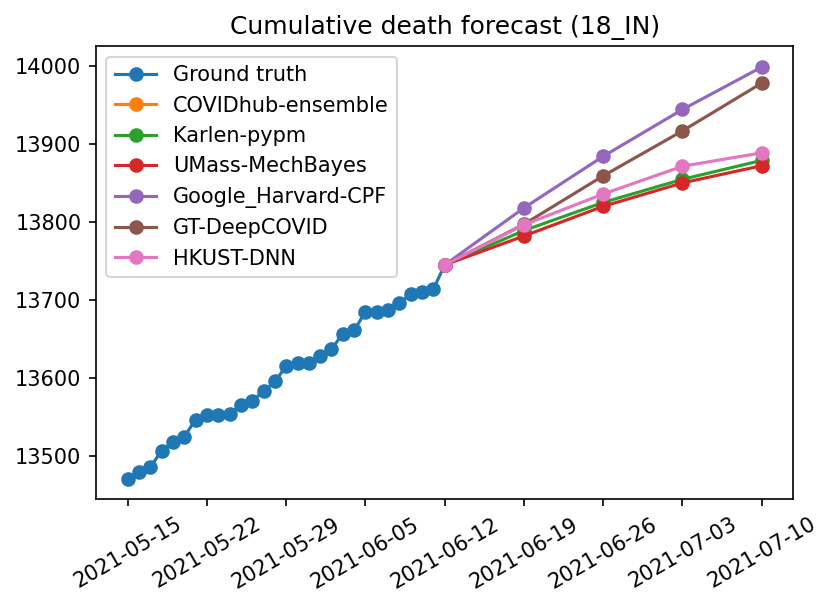 Cumulative death forecast (18_IN)
14000
13900
13800
13700
13600
13500
Ground truth
COVIDhub-ensemble
Karlen-pypm
UMass-MechBayes
Google_Harvard-CPF
GT-DeepCOVID
HKUST-DNN
2021-05-15
2021-05-22
2021-05-29
2021-06-05
2021-06-12
2021-06-19
2021-06-26
2021-07-03
2021-07-10